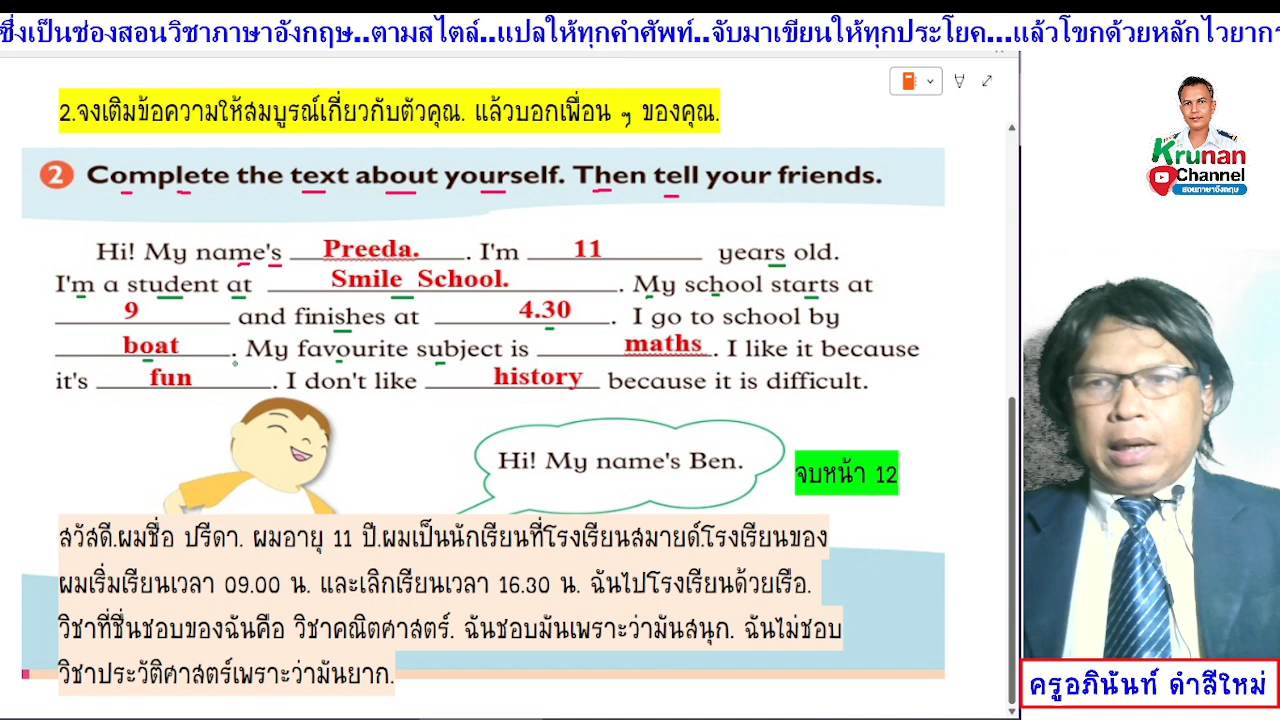 ซึ่งเป็นช่องสอนวิชาภาษาอังกฤษ..ตามสไตล์..แปลให้ทุกคำศัพท์..จับมาเขียนให้ทุกประโยค...แล้วโขกด้วยหลักไวยากร
2.จงเติมข้อความให้สมบูรณ์เกี่ยวกับตัวคุณ. แล้วบอกเพื่อน ๆ ของคุณ.
Krunan
Channel
สอนภาษาอังกฤษ
2 Complete the text about yourself. Then tell your friends.
Hi! My name's Preeda. . I'm 11 years old.
I'm a student at Smile School. . My school starts at
9 and finishes at 4.30 . I go to school by
boat . My favourite subject is maths . I like it because
it's fun . I don't like history because it is difficult.
Hi! My name's Ben.
จบหน้า 12
สวัสดี.ผมชื่อ ปรีดา. ผมอายุ 11 ปี.ผมเป็นนักเรียนที่โรงเรียนสมายด์โรงเรียนของ
ผมเริ่มเรียนเวลา 09.00 น. และเลิกเรียนเวลา 16.30 น. ฉันไปโรงเรียนด้วยเรือ.
วิชาที่ชื่นชอบของฉันคือ วิชาคณิตศาสตร์. ฉันชอบมันเพราะว่ามันสนุก. ฉันไม่ชอบ
วิชาประวัติศาสตร์เพราะว่ามันยาก.
ครูอภินันท์ ดำสีใหม่